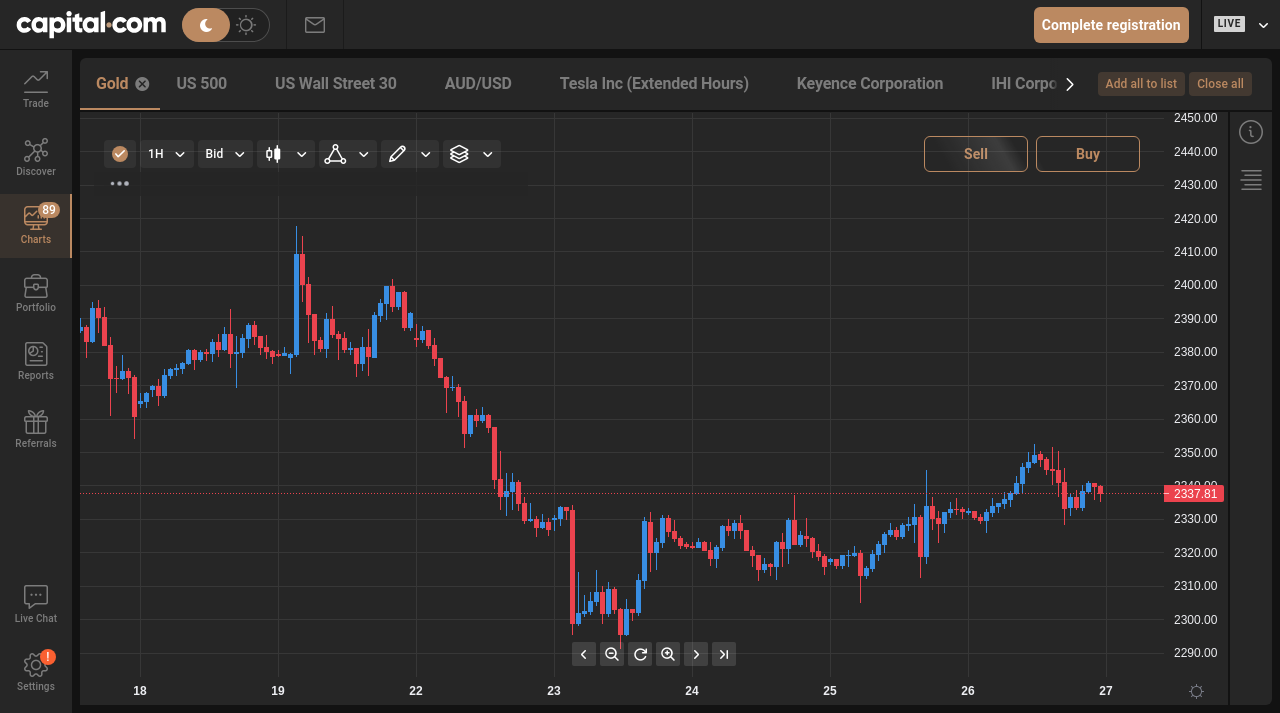 capital.com
Complete registration
LIVE
Trade
Discover
89
Charts
Portfolio
Reports
Referrals
Live Chat
!
Settings
Gold
US 500
US Wall Street 30
AUD/USD
Tesla Inc (Extended Hours)
Keyence Corporation
IHI Corpo
Add all to list
Close all
1H
Bid
Sell
Buy
2450.00
2440.00
2430.00
2420.00
2410.00
2400.00
2390.00
2380.00
2370.00
2360.00
2350.00
2340.00
2337.81
2330.00
2320.00
2310.00
2300.00
2290.00
18
19
22
23
24
25
26
27